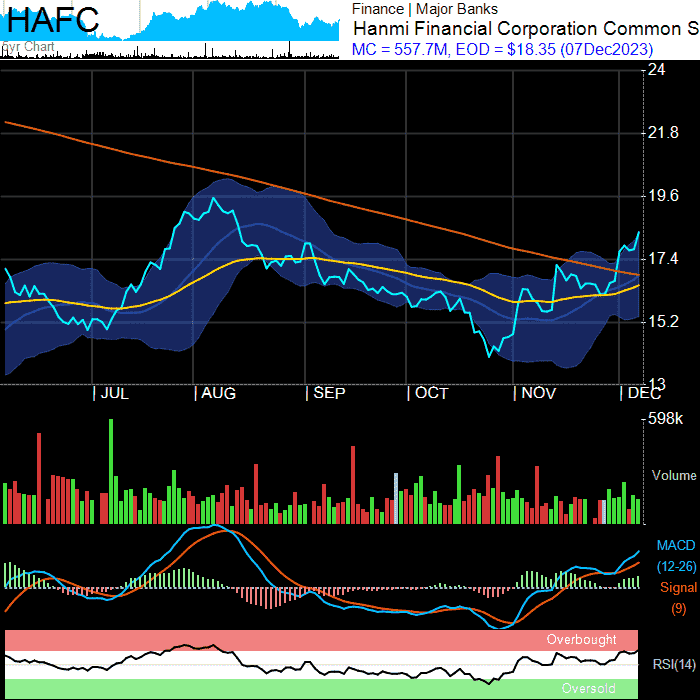 HAFC
5yr Chart
Finance | Major Banks
Hanmi Financial Corporation Common S
MC = 557.7M, EOD = $18.35 (07Dec2023)
24
21.8
19.6
17.4
15.2
13
JUL
AUG
SEP
OCT
NOV
DEC
598k
Volume
MACD
(12-26)
Signal
(9)
Overbought
RSI(14)
Oversold